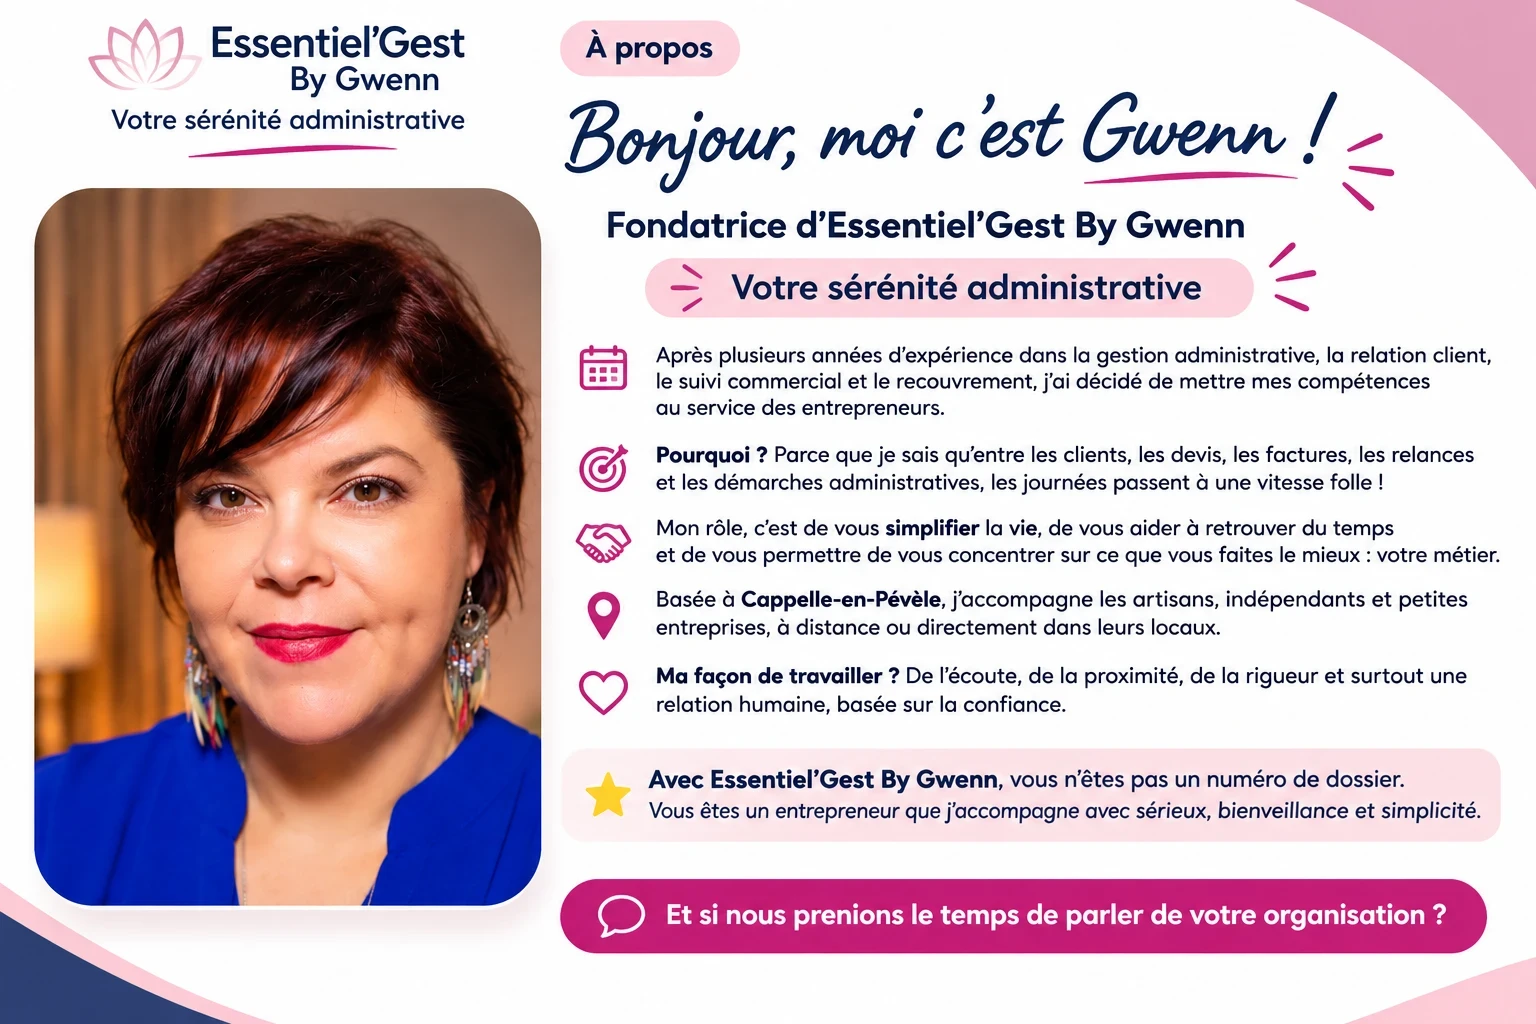 Essentiel’Gest
By Gwenn
Votre sérénité administrative
À propos
Bonjour, moi c’est Gwenn !
Fondatrice d’Essentiel’Gest By Gwenn
Votre sérénité administrative
Après plusieurs années d’expérience dans la gestion administrative, la relation client,
le suivi commercial et le recouvrement, j’ai décidé de mettre mes compétences
au service des entrepreneurs.
Pourquoi ? Parce que je sais qu’entre les clients, les devis, les factures, les relances
et les démarches administratives, les journées passent à une vitesse folle !
Mon rôle, c’est de vous simplifier la vie, de vous aider à retrouver du temps
et de vous permettre de vous concentrer sur ce que vous faites le mieux : votre métier.
Basée à Cappelle-en-Pévèle, j’accompagne les artisans, indépendants et petites
entreprises, à distance ou directement dans leurs locaux.
Ma façon de travailler ? De l’écoute, de la proximité, de la rigueur et surtout une
relation humaine, basée sur la confiance.
Avec Essentiel’Gest By Gwenn, vous n’êtes pas un numéro de dossier.
Vous êtes un entrepreneur que j’accompagne avec sérieux, bienveillance et simplicité.
Et si nous prenions le temps de parler de votre organisation ?